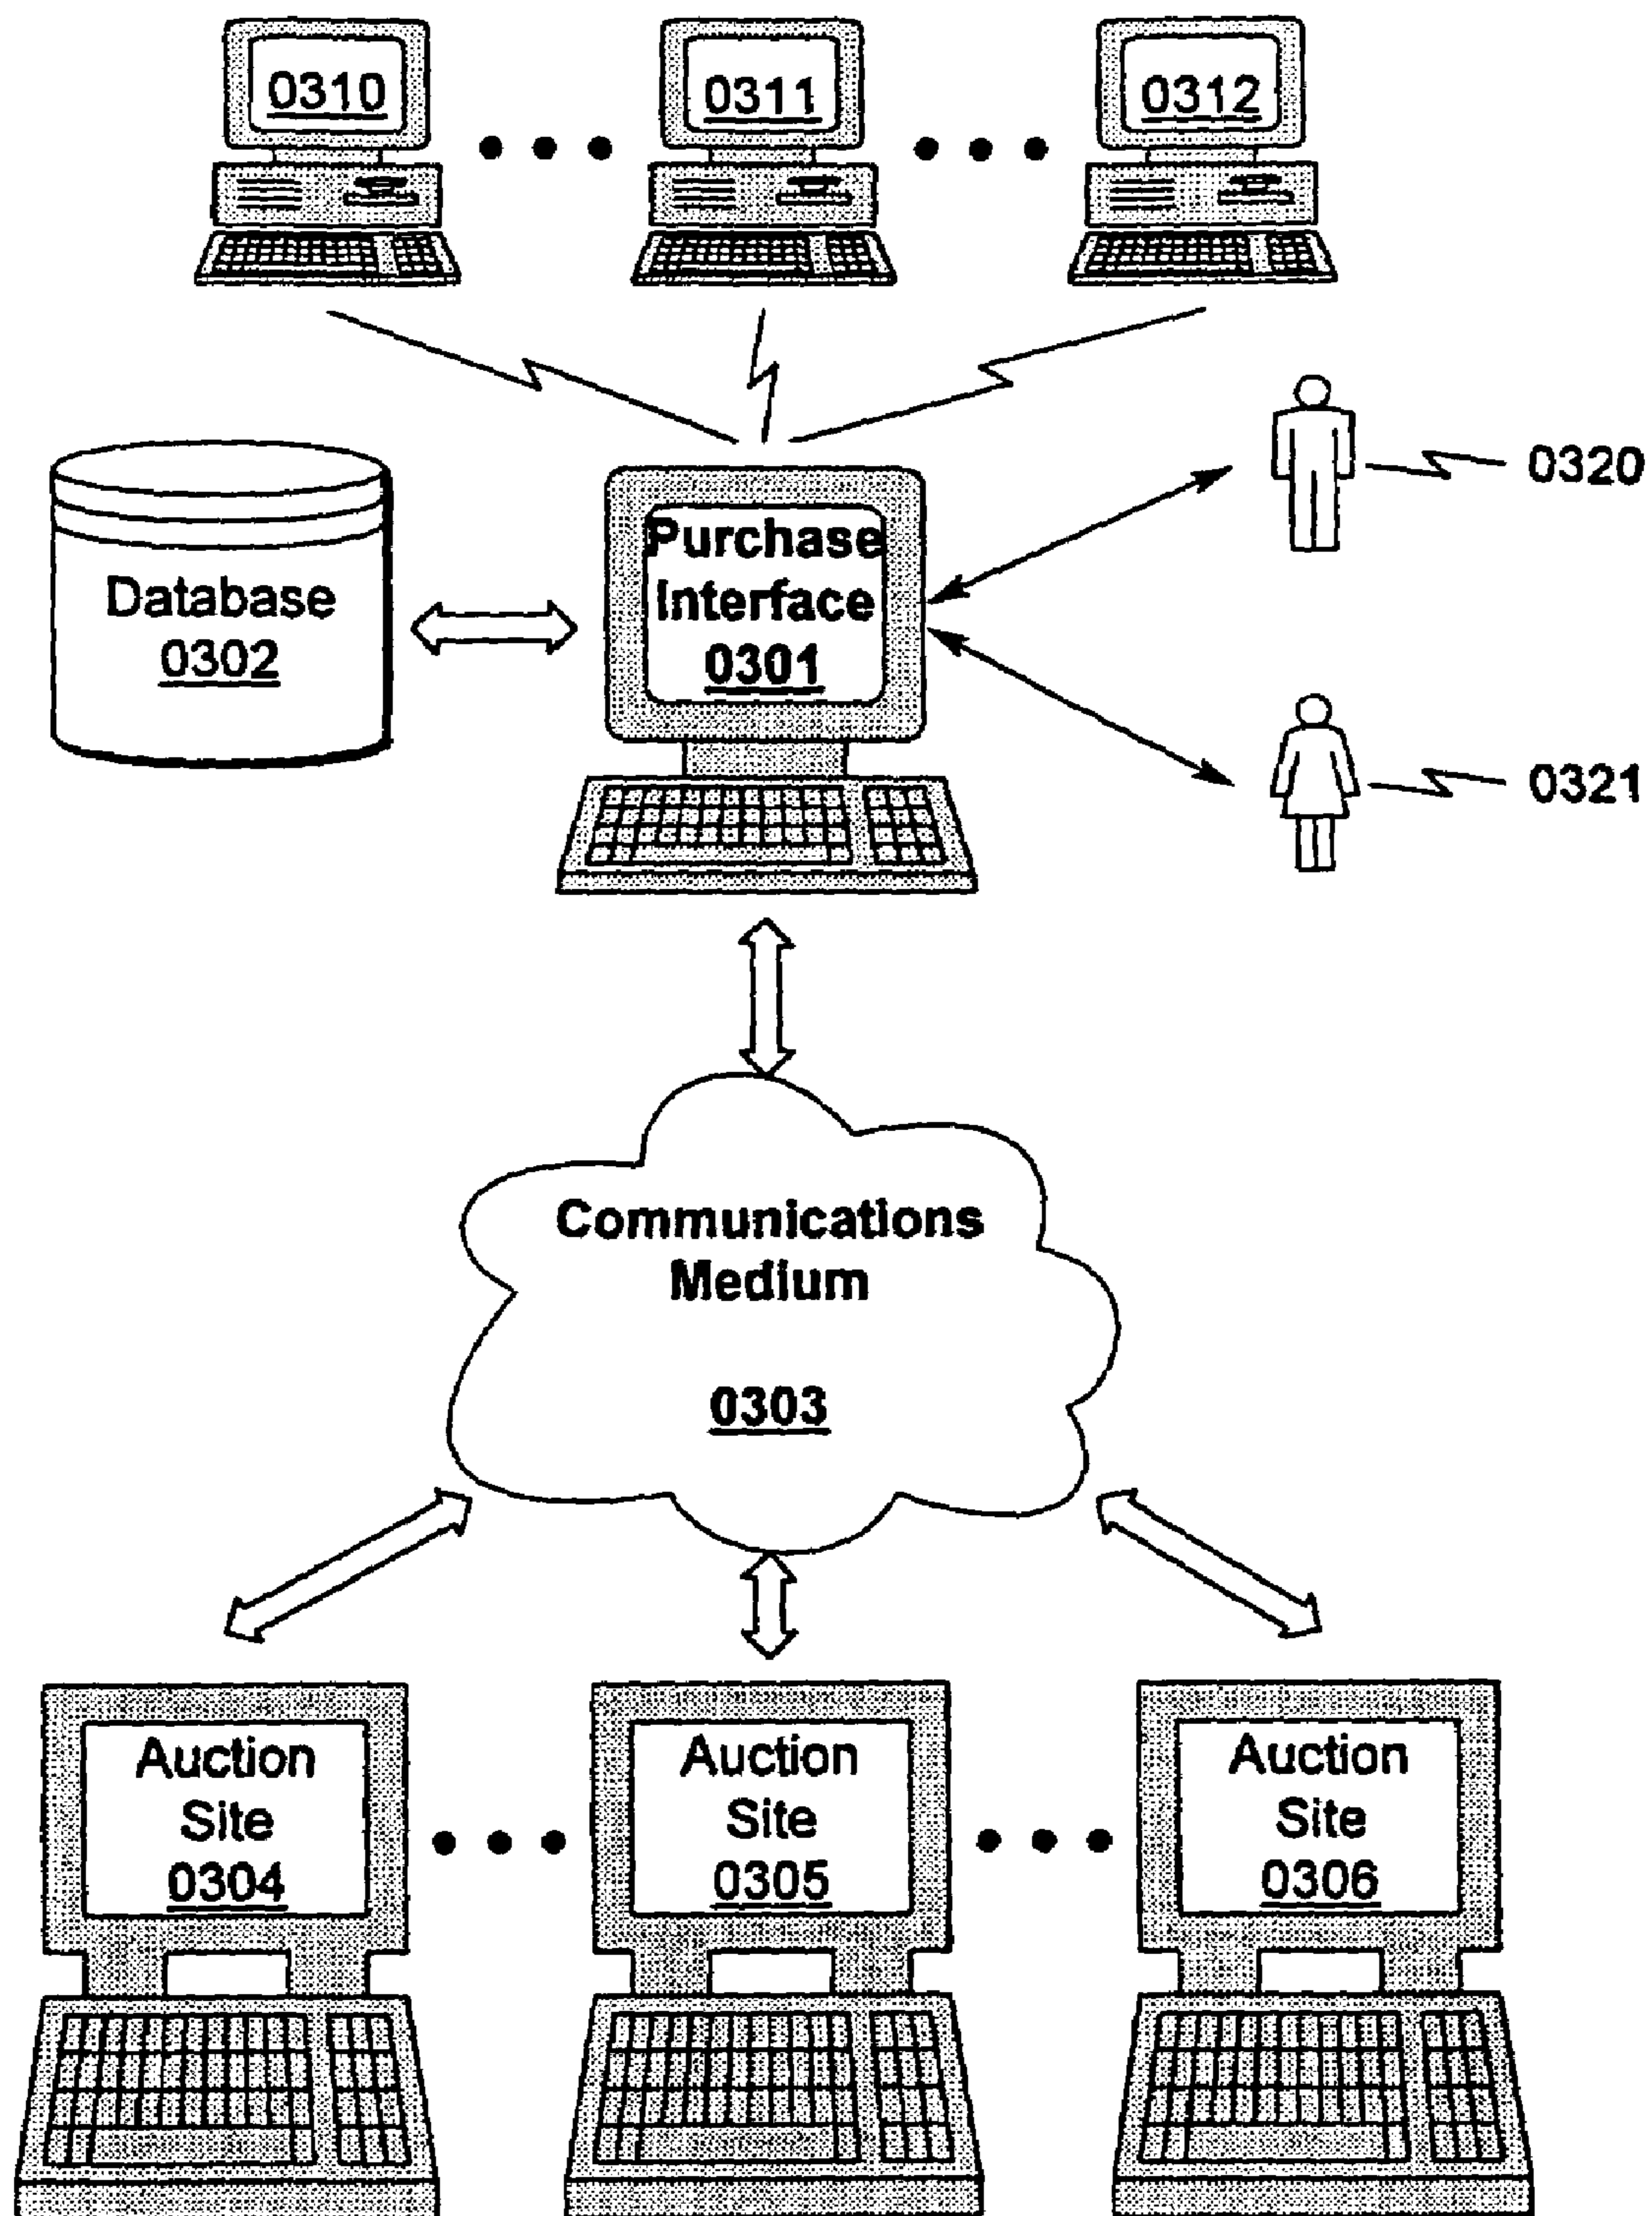 0310
0311
0312
Purchase
Interface
0301
Database
0302
0320
0321
Communications
Medium
0303
Auction
Site
0304
Auction
Site
0305
Auction
Site
0306